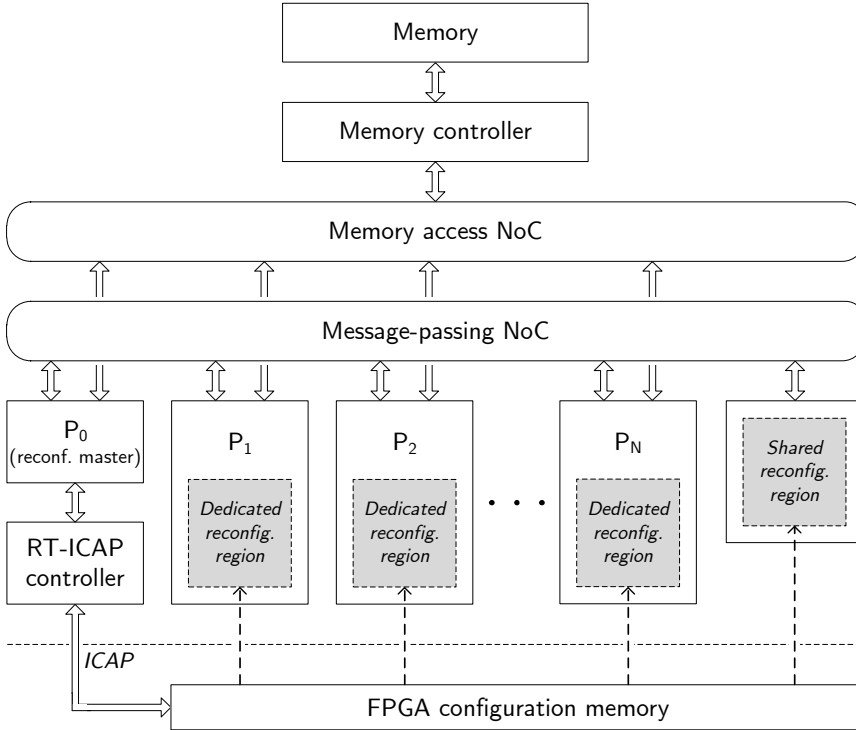 Memory
Memory controller
Memory access NoC
Message-passing NoC
P0
(reconf. master)
P1
P2
PN
Shared
reconfig.
region
Dedicated
reconfig.
region
Dedicated
reconfig.
region
. . .
Dedicated
reconfig.
region
RT-ICAP
controller
ICAP
FPGA configuration memory